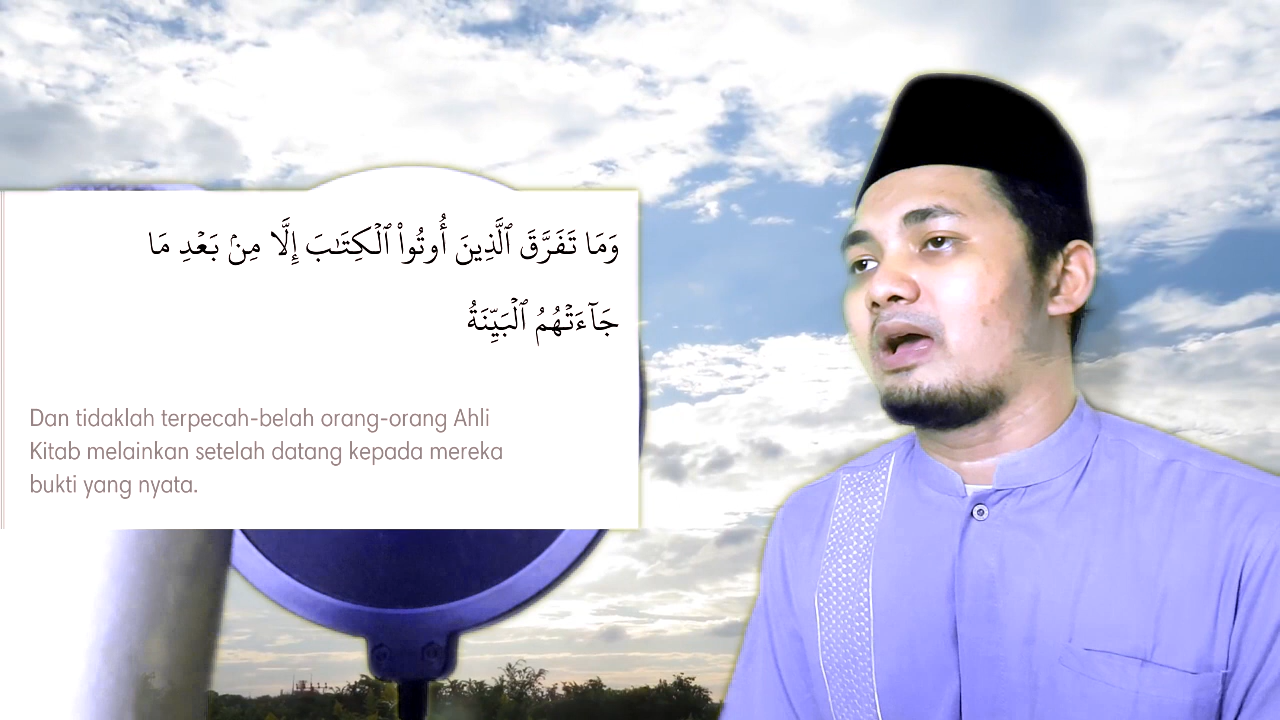 وَمَا تَفَرَّقَ ٱلَّذِينَ أُوتُوا۟ ٱلْكِتَـٰبَ إِلَّا مِنۢ بَعْدِ مَا
جَآءَتْهُمُ ٱلْبَيِّنَةُ
Dan tidaklah terpecah-belah orang-orang Ahli
Kitab melainkan setelah datang kepada mereka
bukti yang nyata.